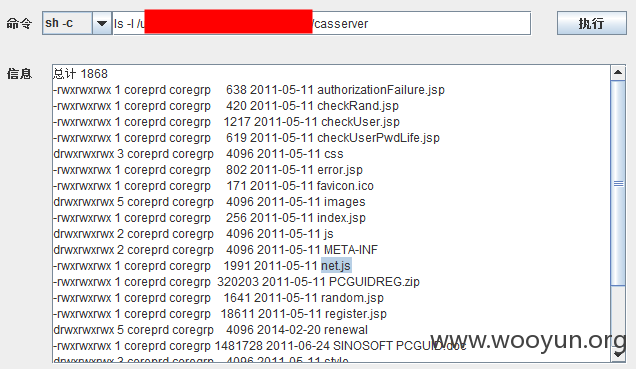 命令 sh -c ls -l /u /casserver 执行
信息
总计 1868
-rwxrwxrwx 1 coreprd coregrp 638 2011-05-11 authorizationFailure.jsp
-rwxrwxrwx 1 coreprd coregrp 420 2011-05-11 checkRand.jsp
-rwxrwxrwx 1 coreprd coregrp 1217 2011-05-11 checkUser.jsp
-rwxrwxrwx 1 coreprd coregrp 619 2011-05-11 checkUserPwdLife.jsp
drwxrwxrwx 3 coreprd coregrp 4096 2011-05-11 css
-rwxrwxrwx 1 coreprd coregrp 802 2011-05-11 error.jsp
-rwxrwxrwx 1 coreprd coregrp 171 2011-05-11 favicon.ico
drwxrwxrwx 5 coreprd coregrp 4096 2011-05-11 images
-rwxrwxrwx 1 coreprd coregrp 256 2011-05-11 index.jsp
drwxrwxrwx 2 coreprd coregrp 4096 2011-05-11 js
drwxrwxrwx 2 coreprd coregrp 4096 2011-05-11 META-INF
-rwxrwxrwx 1 coreprd coregrp 1991 2011-05-11 net.js
-rwxrwxrwx 1 coreprd coregrp 320203 2011-05-11 PCGUIDREG.zip
-rwxrwxrwx 1 coreprd coregrp 1641 2011-05-11 random.jsp
-rwxrwxrwx 1 coreprd coregrp 18611 2011-05-11 register.jsp
drwxrwxrwx 5 coreprd coregrp 4096 2014-02-20 renewal
-rwxrwxrwx 1 coreprd coregrp 1481728 2011-06-24 SINOSOFT PCGUID.doc
drwxrwxrwx 3 coreprd coregrp 4096 2011-05-11 style
www.wooyun.org